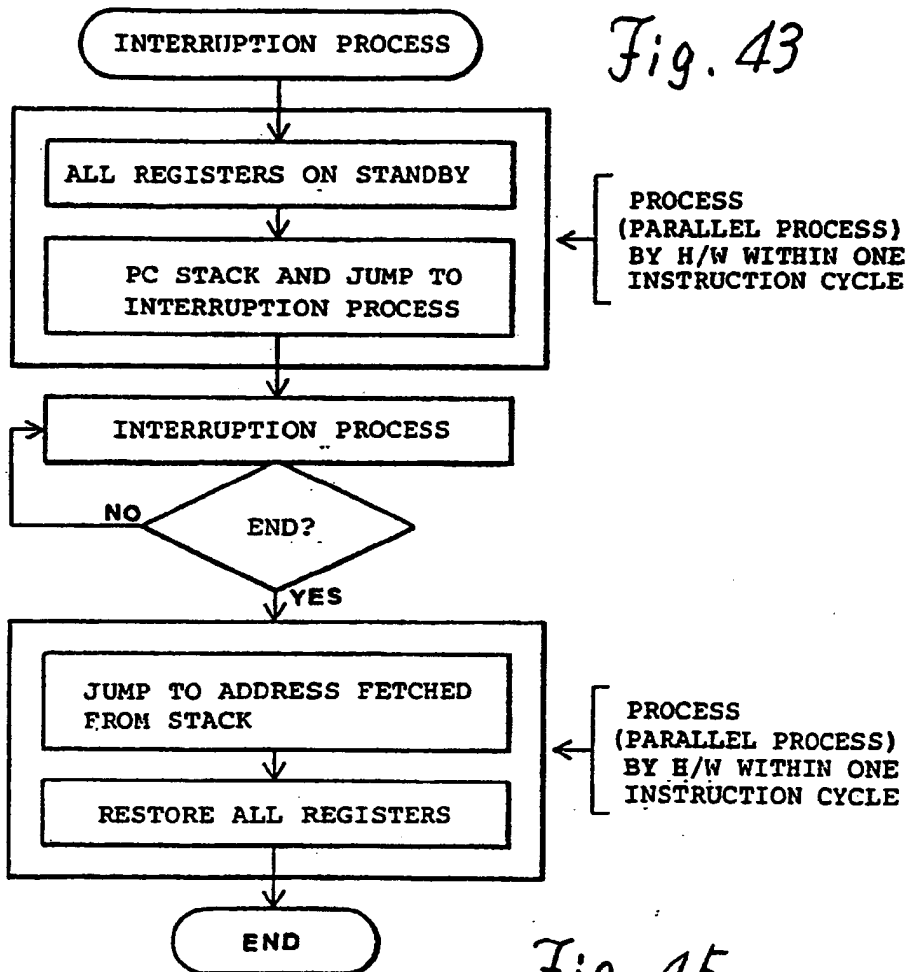 INTERRUPTION PROCESS
Fig. 43
ALL REGISTERS ON STANDBY
PC STACK AND JUMP TO
INTERRUPTION PROCESS
PROCESS
(PARALLEL PROCESS)
BY H/W WITHIN ONE
INSTRUCTION CYCLE
INTERRUPTION PROCESS
NO
END?
YES
JUMP TO ADDRESS FETCHED
FROM STACK
RESTORE ALL REGISTERS
PROCESS
(PARALLEL PROCESS)
BY H/W WITHIN ONE
INSTRUCTION CYCLE
END
Fig. 45